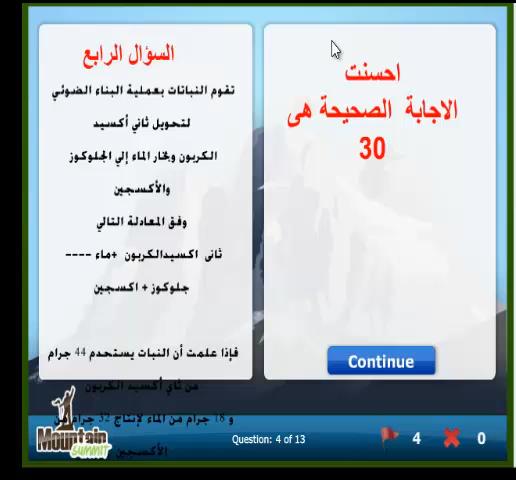 السؤال الرابع
تقوم النباتات بعملية البناء الضوئي
لتحويل ثاني أكسيد
الكربون وبخار الماء إلي الجلوكوز
والأكسجين
وفق المعادلة التالي
ثانى اكسيدالكربون +ماء ----
جلوكوز + اكسجين
فإذا علمت أن النبات يستخدم 44 جرام
من ثاني أكسيد الكربون
و 18 جرام من الماء لإنتاج 32 جرام من
الأكسجين
احسنت
الاجابة الصحيحة هى
30
Continue
Mountain
SUMMIT
Question: 4 of 13
4
0